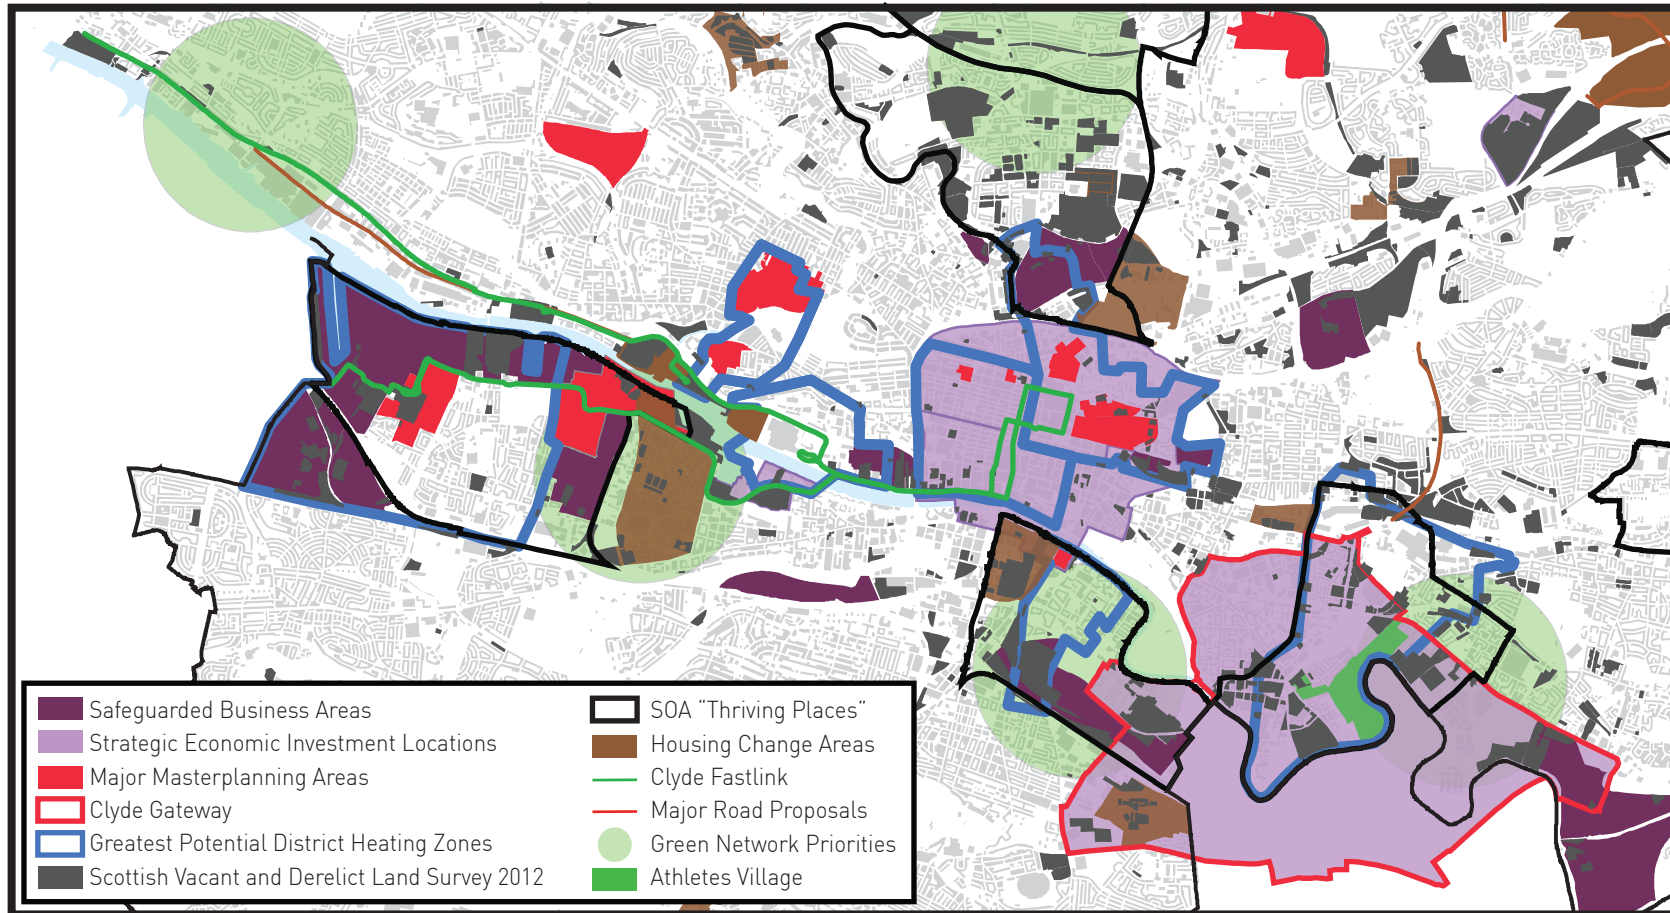 Safeguarded Business Areas
Strategic Economic Investment Locations
Major Masterplanning Areas
Clyde Gateway
Greatest Potential District Heating Zones
Scottish Vacant and Derelict Land Survey 2012
SOA “Thriving Places”
Housing Change Areas
Clyde Fastlink
Major Road Proposals
Green Network Priorities
Athletes Village